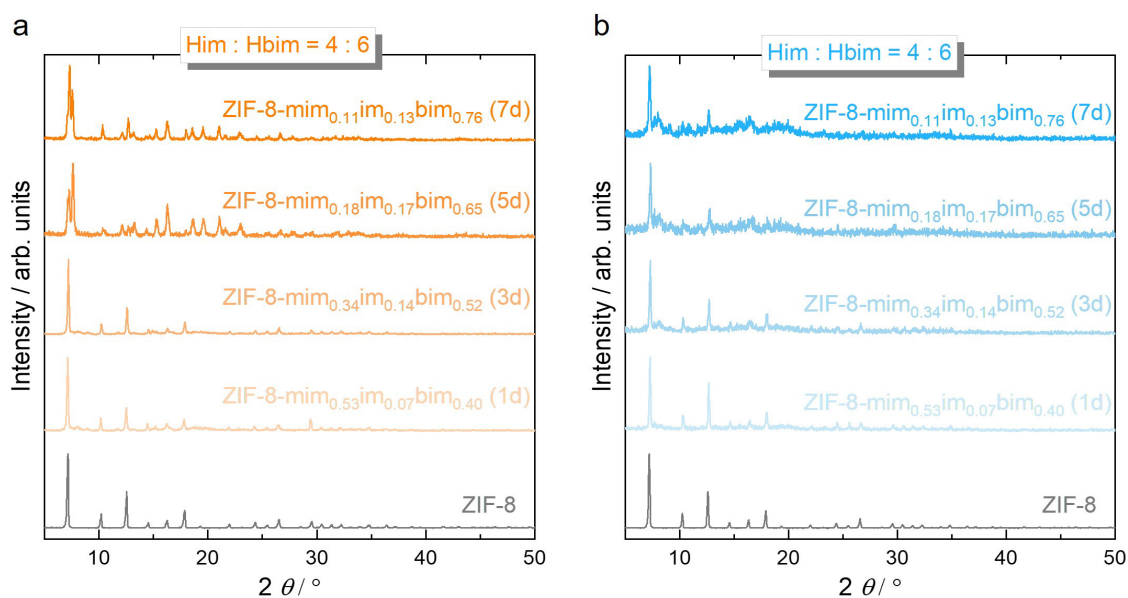 a
Him : Hbim = 4 : 6
ZIF-8-mim0.11im0.13bim0.76 (7d)
ZIF-8-mim0.18im0.17bim0.65 (5d)
ZIF-8-mim0.34im0.14bim0.52 (3d)
ZIF-8-mim0.53im0.07bim0.40 (1d)
ZIF-8
Intensity / arb. units
10 20 30 40 50
2 θ / °
b
Him : Hbim = 4 : 6
ZIF-8-mim0.11im0.13bim0.76 (7d)
ZIF-8-mim0.18im0.17bim0.65 (5d)
ZIF-8-mim0.34im0.14bim0.52 (3d)
ZIF-8-mim0.53im0.07bim0.40 (1d)
ZIF-8
Intensity / arb. units
10 20 30 40 50
2 θ / °